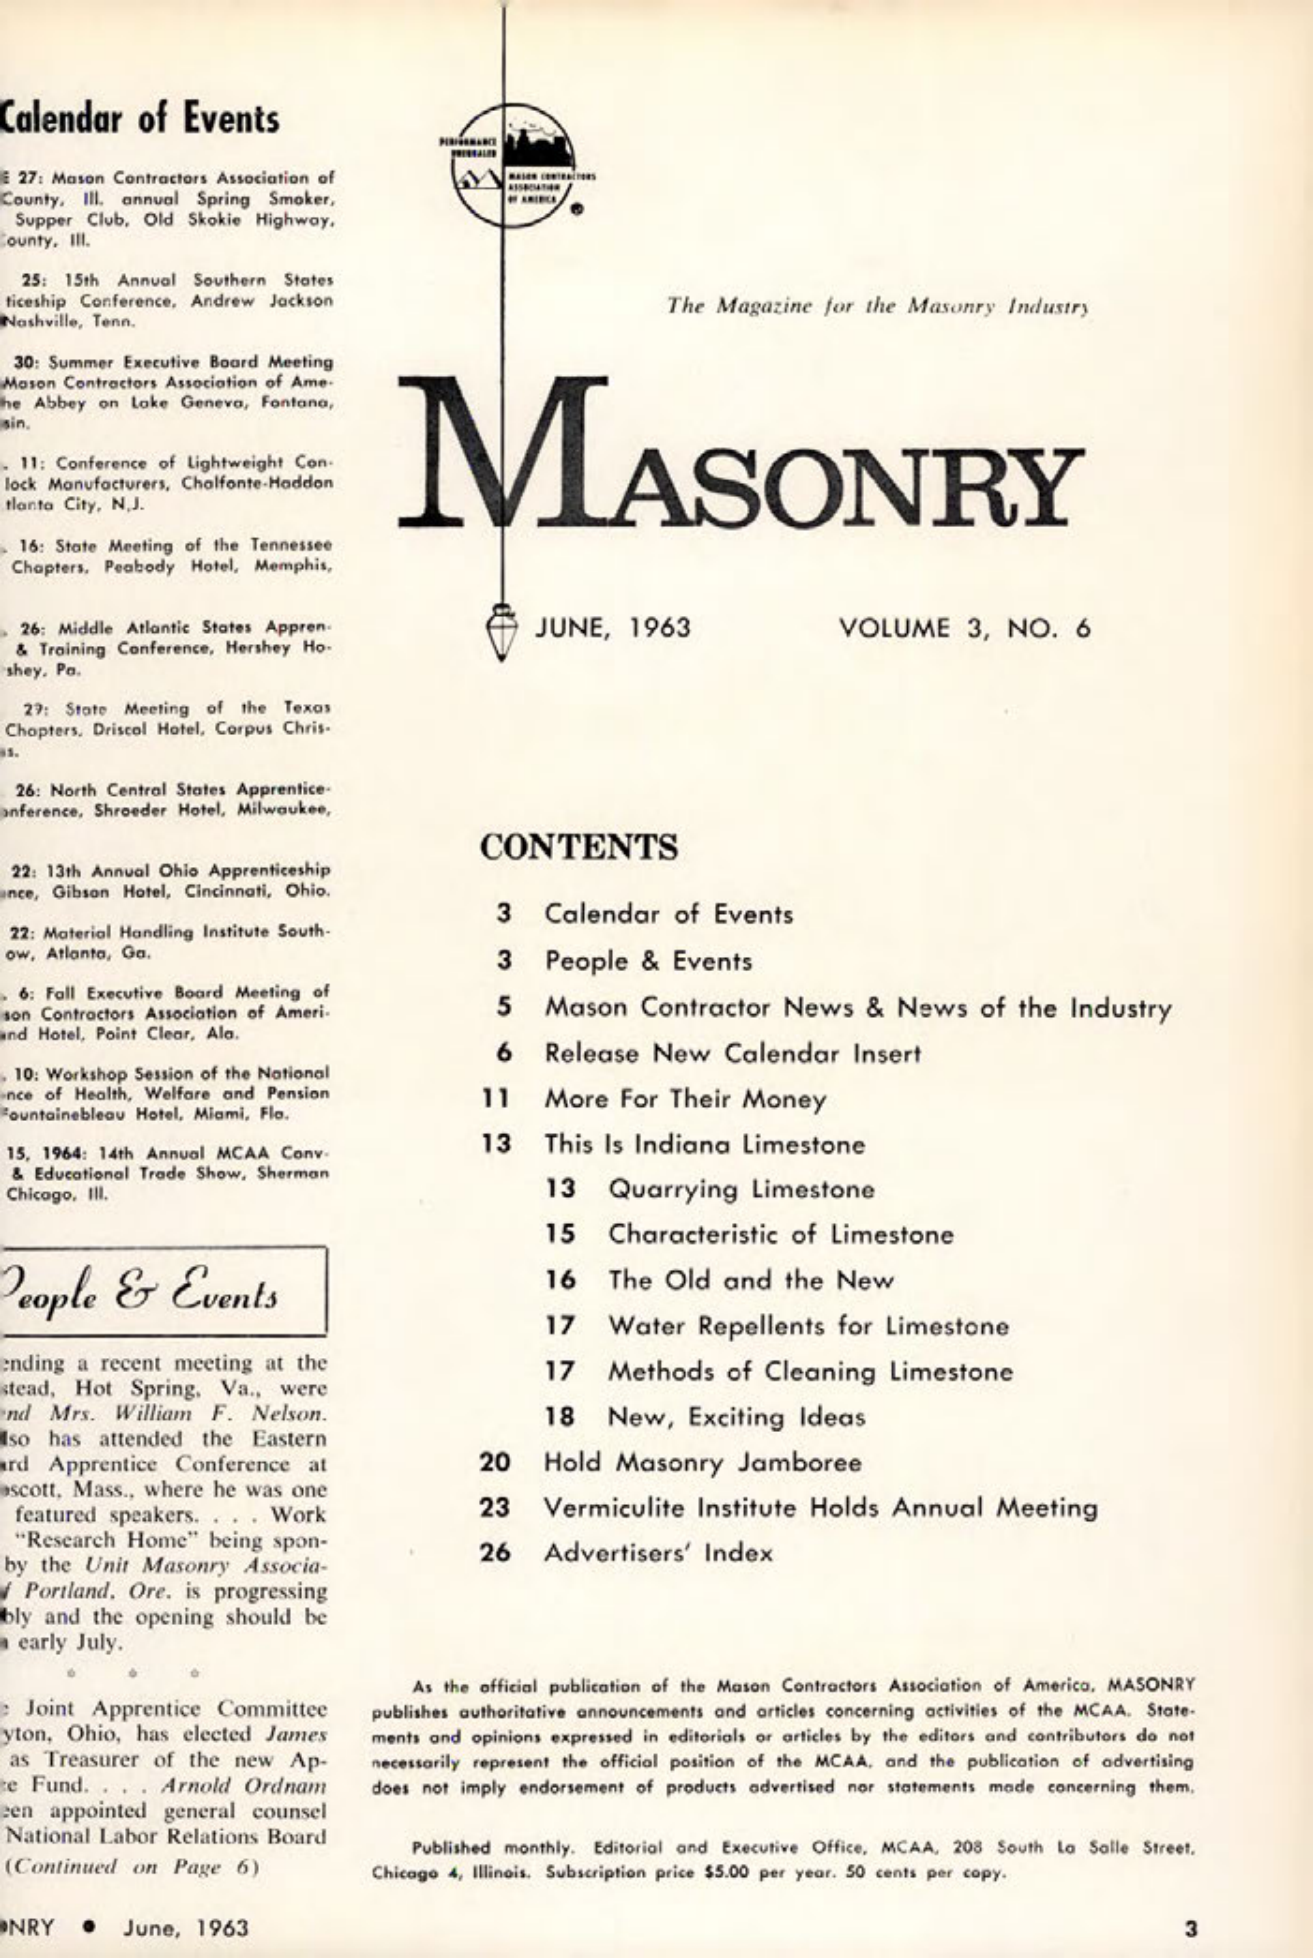 Calendar of Events
27: Mason Contractors Association of
County, Ill. annual Spring Smoker,
Supper Club, Old Skokie Highway,
ounty, Ill.
25: 15th Annual Southern States
ticeship Conference, Andrew Jackson
Nashville, Tenn.
30: Summer Executive Board Meeting
Mason Contractors Association of Ame-
he Abbey on Lake Geneva, Fontana,
sin.
. 11: Conference of Lightweight Con-
lock Manufacturers, Chalfonte-Haddon
tlanta City, N.J.
. 16: State Meeting of the Tennessee
Chapters, Peabody Hotel, Memphis,
. 26: Middle Atlantic States Appren-
& Training Conference, Hershey Ho-
shey, Pa.
29: State Meeting of the Texas
Chapters, Driscol Hotel, Corpus Chris-
as.
26: North Central States Apprentice-
onference, Shroeder Hotel, Milwaukee,
22: 13th Annual Ohio Apprenticeship
ence, Gibson Hotel, Cincinnati, Ohio.
22: Material Handling Institute South-
ow, Atlanta, Ga.
. 6: Fall Executive Board Meeting of
son Contractors Association of Ameri-
and Hotel, Point Clear, Ala.
. 10: Workshop Session of the National
nce of Health, Welfare and Pension
Fountainebleau Hotel, Miami, Fla.
15, 1964: 14th Annual MCAA Conv-
& Educational Trade Show, Sherman
Chicago, Ill.
People & Events
ending a recent meeting at the
stead, Hot Spring, Va., were
nd Mrs. William F. Nelson.
lso has attended the Eastern
ard Apprentice Conference at
scott, Mass., where he was one
featured speakers. . . . Work
"Research Home" being spon-
by the Unit Masonry Associa-
f Portland, Ore. is progressing
bly and the opening should be
early July.
Joint Apprentice Committee
yton, Ohio, has elected James
as Treasurer of the new Ap-
ce Fund. . . . Arnold Ordnam
een appointed general counsel
National Labor Relations Board
(Continued on Page 6)
PERFORMANCE
UNEQUALED
MASON CONTRACTORS
ASSOCIATION
OF AMERICA
®
The Magazine for the Masonry Industry
MASONRY
JUNE, 1963 VOLUME 3, NO. 6
CONTENTS
3 Calendar of Events
3 People & Events
5 Mason Contractor News & News of the Industry
6 Release New Calendar Insert
11 More For Their Money
13 This Is Indiana Limestone
13 Quarrying Limestone
15 Characteristic of Limestone
16 The Old and the New
17 Water Repellents for Limestone
17 Methods of Cleaning Limestone
18 New, Exciting Ideas
20 Hold Masonry Jamboree
23 Vermiculite Institute Holds Annual Meeting
26 Advertisers' Index
As the official publication of the Mason Contractors Association of America, MASONRY
publishes authoritative announcements and articles concerning activities of the MCAA. State-
ments and opinions expressed in editorials or articles by the editors and contributors do not
necessarily represent the official position of the MCAA, and the publication of advertising
does not imply endorsement of products advertised nor statements made concerning them.
Published monthly. Editorial and Executive Office, MCAA, 208 South La Salle Street,
Chicago 4, Illinois. Subscription price $5.00 per year. 50 cents per copy.
ONRY ● June, 1963 3